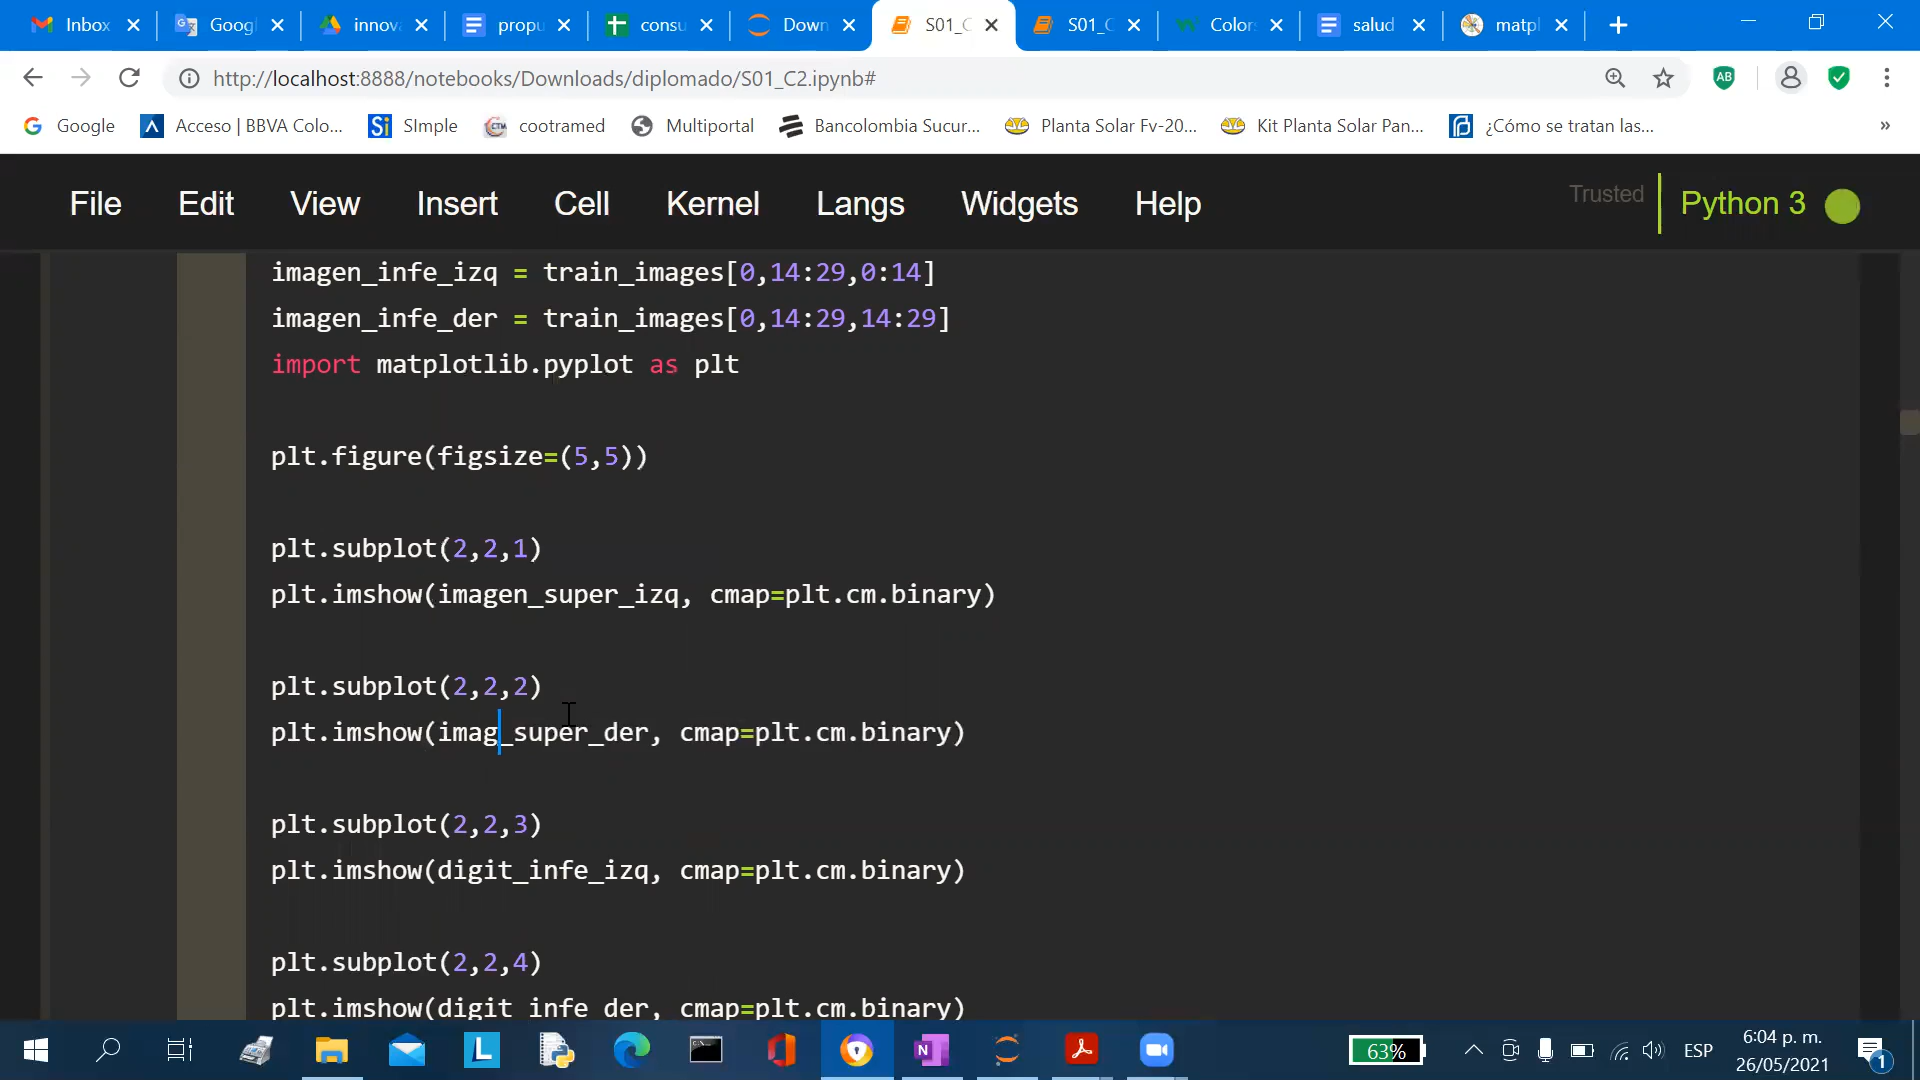 Inbox
Goog
innov
propu
consu
Down
S01_C
S01_C
Color
salud
matpl
http://localhost:8888/notebooks/Downloads/diplomado/S01_C2.ipynb#
AB
Google
Acceso | BBVA Colo...
SImple
cootramed
Multiportal
Bancolombia Sucur...
Planta Solar Fv-20...
Kit Planta Solar Pan...
¿Cómo se tratan las...
»
File Edit View Insert Cell Kernel Langs Widgets Help
Trusted
Python 3
imagen_infe_izq = train_images[0,14:29,0:14]
imagen_infe_der = train_images[0,14:29,14:29]
import matplotlib.pyplot as plt
plt.figure(figsize=(5,5))
plt.subplot(2,2,1)
plt.imshow(imagen_super_izq, cmap=plt.cm.binary)
plt.subplot(2,2,2)
plt.imshow(imag_super_der, cmap=plt.cm.binary)
plt.subplot(2,2,3)
plt.imshow(digit_infe_izq, cmap=plt.cm.binary)
plt.subplot(2,2,4)
plt.imshow(digit_infe_der, cmap=plt.cm.binary)
63%
ESP
6:04 p. m.
26/05/2021
1